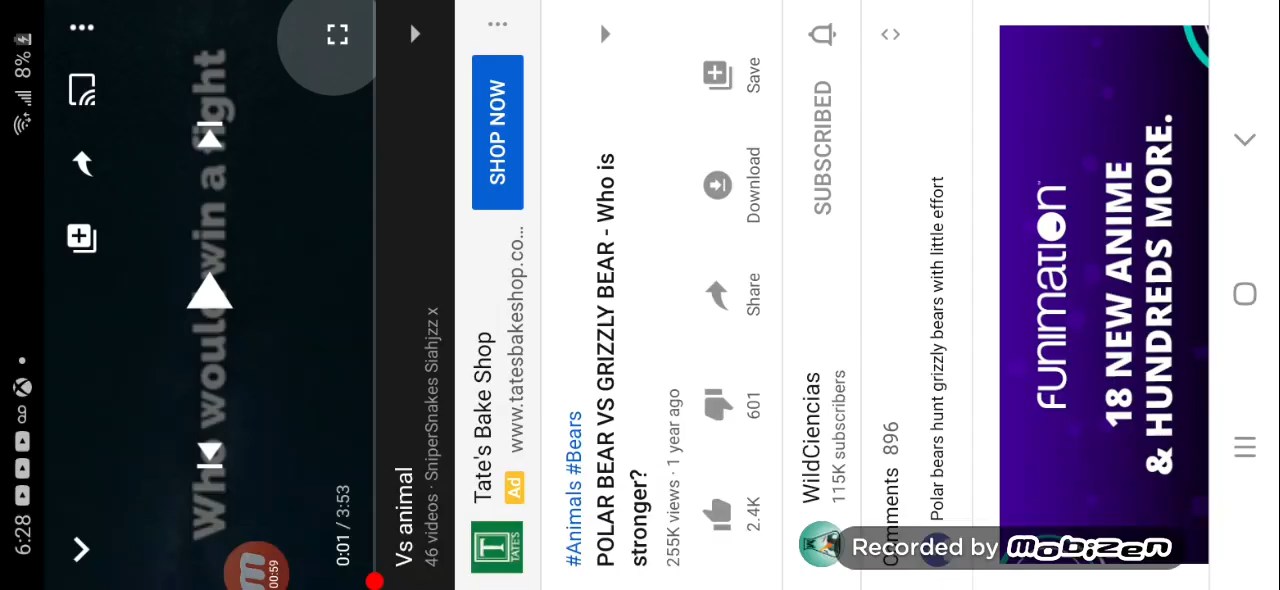 6:28
8%
Who would win a fight
0:01 / 3:53
Vs animal
46 videos · SniperSnakes Siahjzz x
TATE'S
Tate's Bake Shop
Ad www.tatesbakeshop.co...
SHOP NOW
#Animals #Bears
POLAR BEAR VS GRIZZLY BEAR - Who is
stronger?
255K views · 1 year ago
2.4K
601
Share
Download
Save
WildCiencias
115K subscribers
SUBSCRIBED
Comments 896
Polar bears hunt grizzly bears with little effort
FUNIMATION
18 NEW ANIME
& HUNDREDS MORE.
m
00:59
Recorded by mobizen